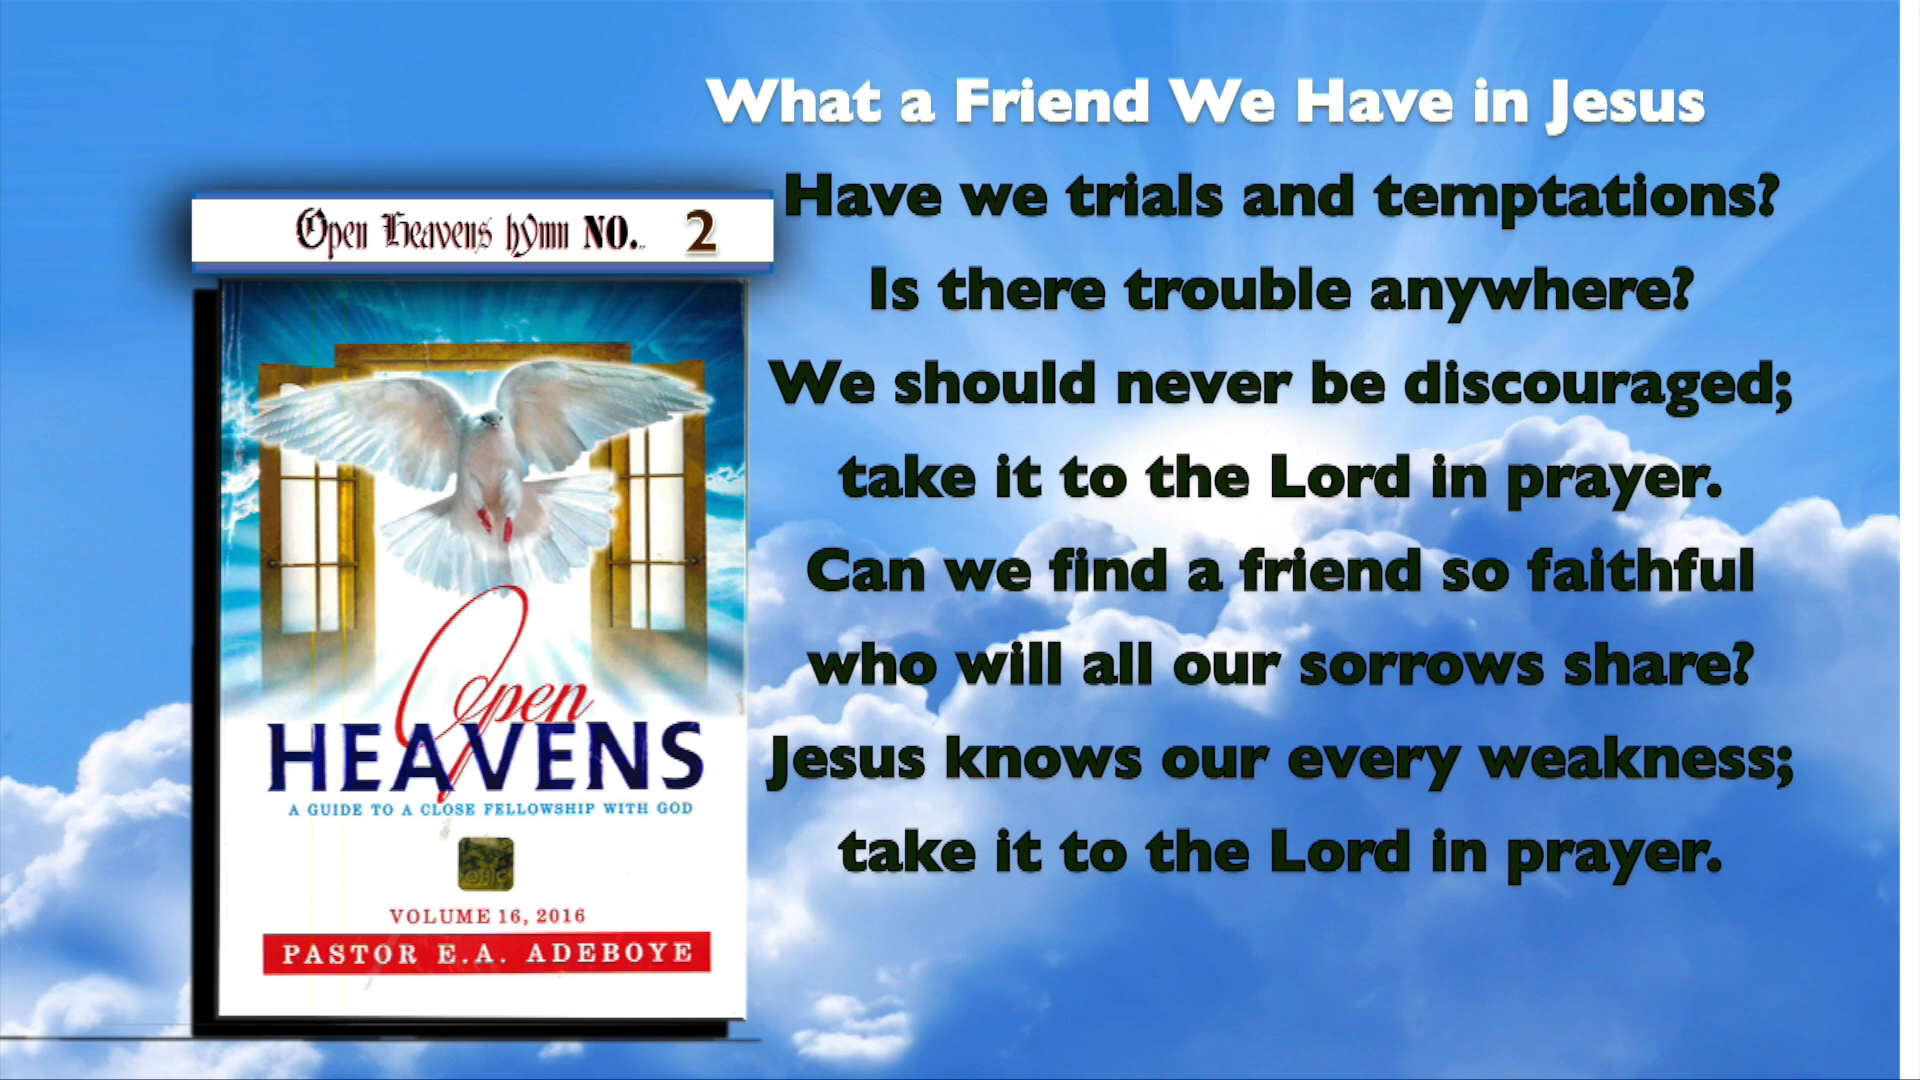 What a Friend We Have in Jesus
Have we trials and temptations?
Is there trouble anywhere?
We should never be discouraged;
take it to the Lord in prayer.
Can we find a friend so faithful
who will all our sorrows share?
Jesus knows our every weakness;
take it to the Lord in prayer.
Open Heavens hymn NO.. 2
Open
HEAVENS
A GUIDE TO A CLOSE FELLOWSHIP WITH GOD
VOLUME 16, 2016
PASTOR E.A. ADEBOYE